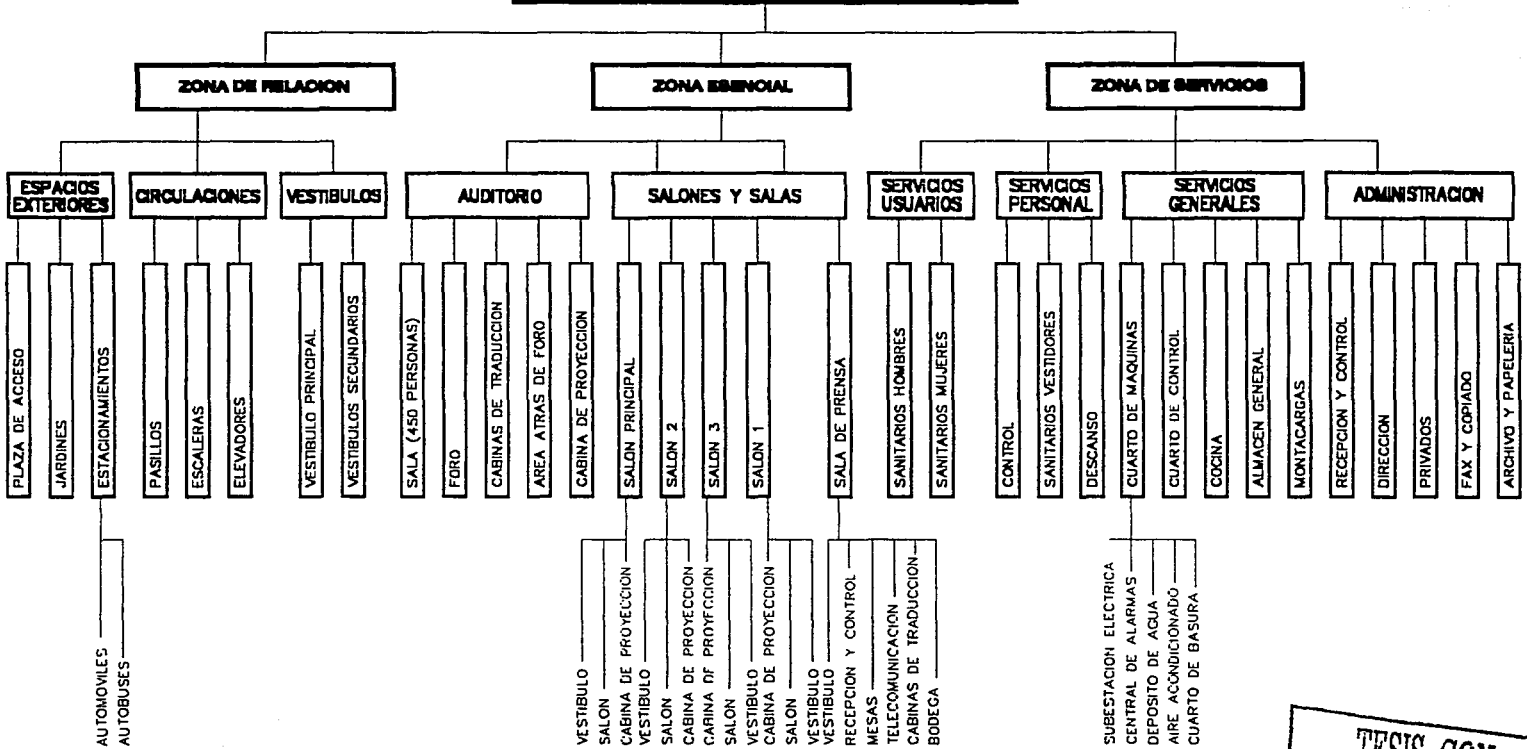 ZONA DE RELACION
ZONA ESENCIAL
ZONA DE SERVICIOS
ESPACIOS
EXTERIORES
CIRCULACIONES
VESTIBULOS
AUDITORIO
SALONES Y SALAS
SERVICIOS
USUARIOS
SERVICIOS
PERSONAL
SERVICIOS
GENERALES
ADMINISTRACION
PLAZA DE ACCESO
JARDINES
ESTACIONAMIENTOS
PASILLOS
ESCALERAS
ELEVADORES
VESTIBULO PRINCIPAL
VESTIBULOS SECUNDARIOS
SALA (450 PERSONAS)
FORO
CABINAS DE TRADUCCION
AREA ATRAS DE FORO
CABINA DE PROYECCION
SALON PRINCIPAL
SALON 2
SALON 3
SALON 1
SALA DE PRENSA
SANITARIOS HOMBRES
SANITARIOS MUJERES
CONTROL
SANITARIOS VESTIDORES
DESCANSO
CUARTO DE MAQUINAS
CUARTO DE CONTROL
COCINA
ALMACEN GENERAL
MONTACARGAS
RECEPCION Y CONTROL
DIRECCION
PRIVADOS
FAX Y COPIADO
ARCHIVO Y PAPELERIA
AUTOMOVILES
AUTOBUSES
VESTIBULO
SALON
CABINA DE PROYECCION
VESTIBULO
SALON
CABINA DE PROYECCION
CABINA DE PROYECCION
SALON
VESTIBULO
CABINA DE PROYECCION
SALON
VESTIBULO
VESTIBULO
RECEPCION Y CONTROL
MESAS
TELECOMUNICACION
CABINAS DE TRADUCCION
BODEGA
SUBESTACION ELECTRICA
CENTRAL DE ALARMAS
DEPOSITO DE AGUA
AIRE ACONDICIONADO
CUARTO DE BASURA
TESIS CON